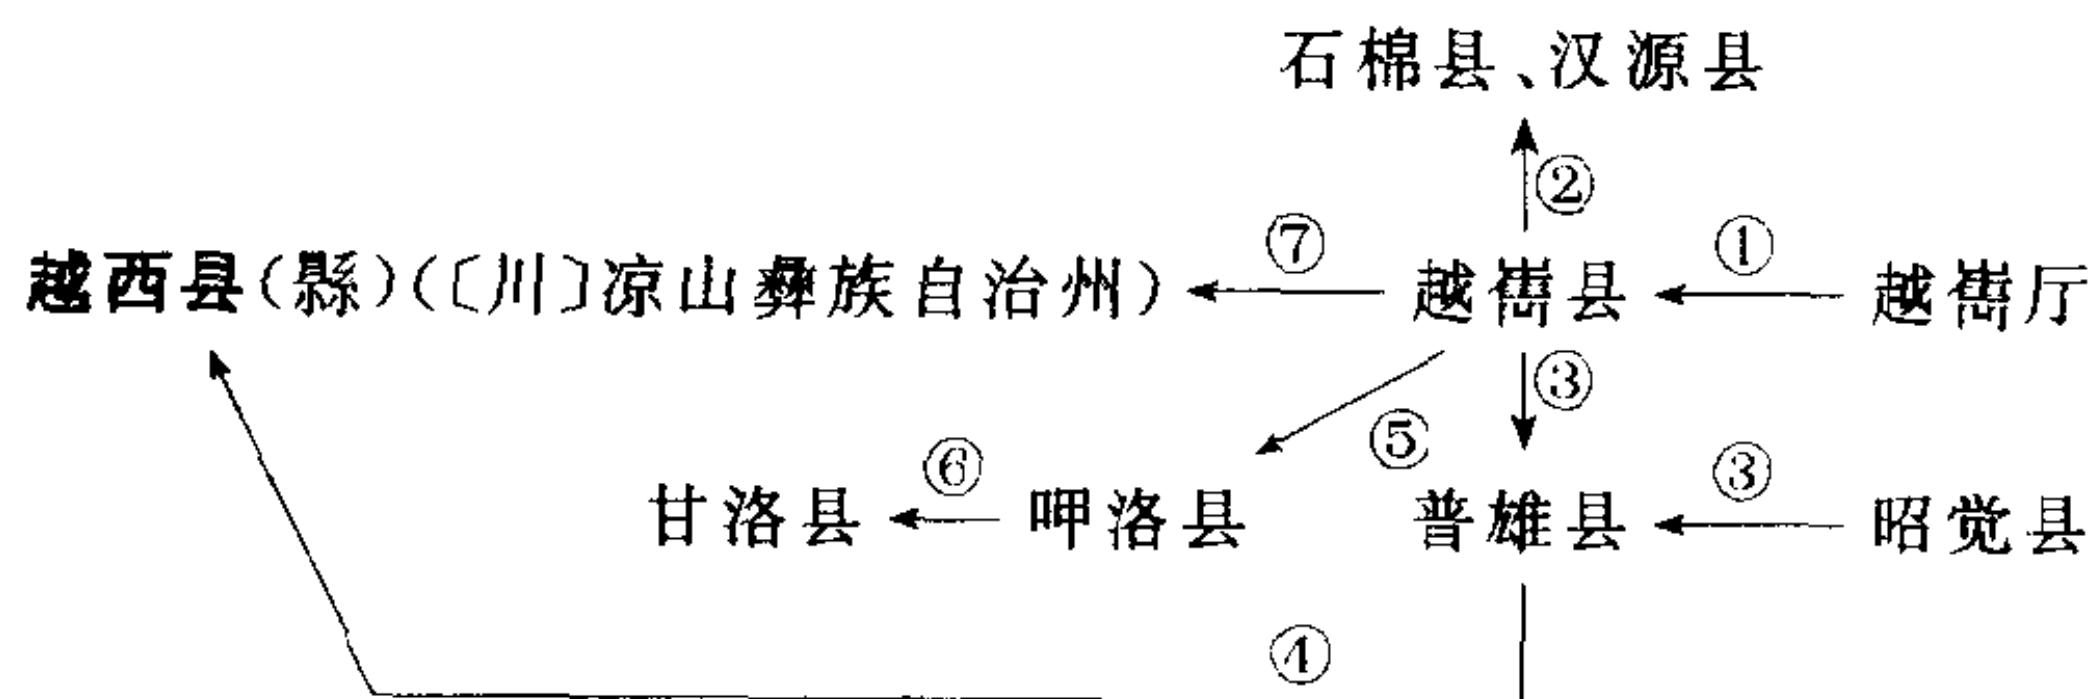 石棉县、汉源县
②
⑦ ①
越西县(縣)(〔川〕凉山彝族自治州) 越嶲县 越嶲厅
③
⑤
⑥ ③
甘洛县 呷洛县 普雄县 昭觉县
④